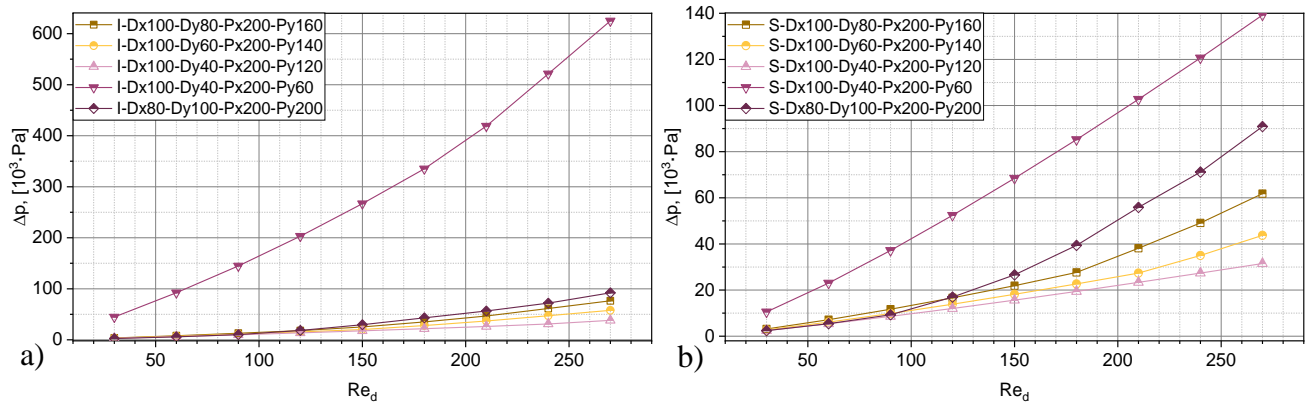 I-Dx100-Dy80-Px200-Py160
I-Dx100-Dy60-Px200-Py140
I-Dx100-Dy40-Px200-Py120
I-Dx100-Dy40-Px200-Py60
I-Dx80-Dy100-Px200-Py200
600
500
400
300
200
100
0
Δp, [10³·Pa]
50 100 150 200 250
Re_d
a)
S-Dx100-Dy80-Px200-Py160
S-Dx100-Dy60-Px200-Py140
S-Dx100-Dy40-Px200-Py120
S-Dx100-Dy40-Px200-Py60
S-Dx80-Dy100-Px200-Py200
140
120
100
80
60
40
20
0
Δp, [10³·Pa]
50 100 150 200 250
Re_d
b)